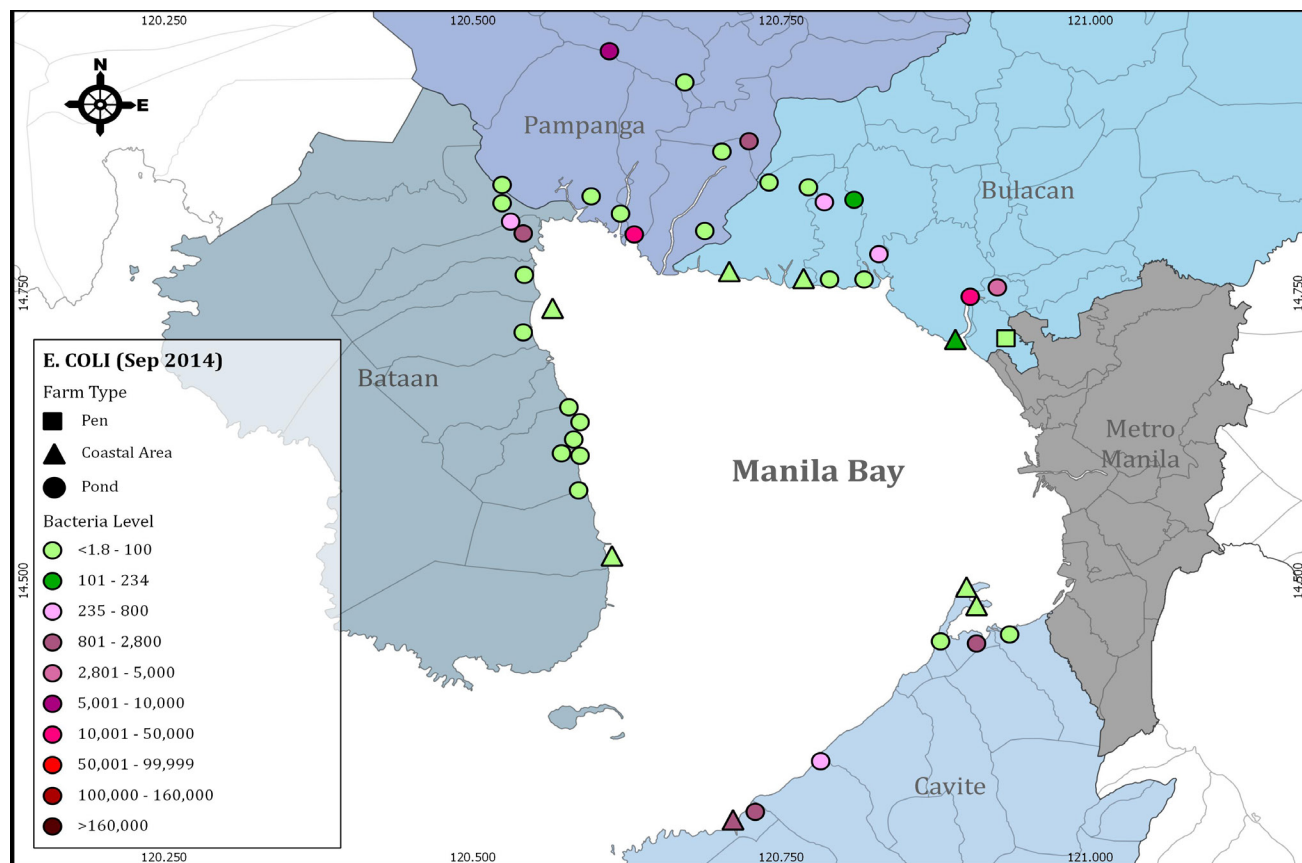 120.250 120.500 120.750 121.000
N
E
Pampanga
Bulacan
14.750 14.750
E. COLI (Sep 2014)
Farm Type
Pen
Coastal Area
Pond
Bacteria Level
<1.8 - 100
101 - 234
235 - 800
801 - 2,800
2,801 - 5,000
5,001 - 10,000
10,001 - 50,000
50,001 - 99,999
100,000 - 160,000
>160,000
Bataan
Metro
Manila
Manila Bay
14.500 14.500
Cavite
120.250 120.500 120.750 121.000